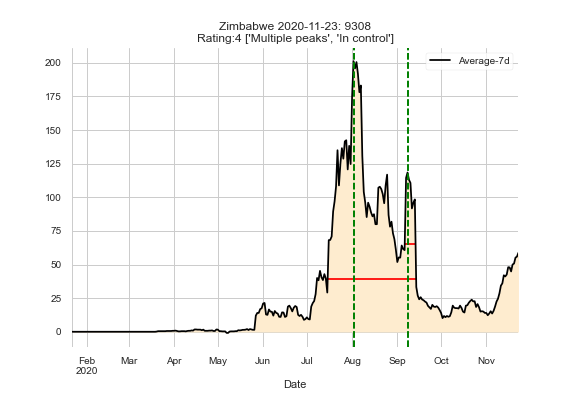 Zimbabwe 2020-11-23: 9308
Rating:4 ['Multiple peaks', 'In control']
Average-7d
200
175
150
125
100
75
50
25
0
Feb Mar Apr May Jun Jul Aug Sep Oct Nov
2020
Date